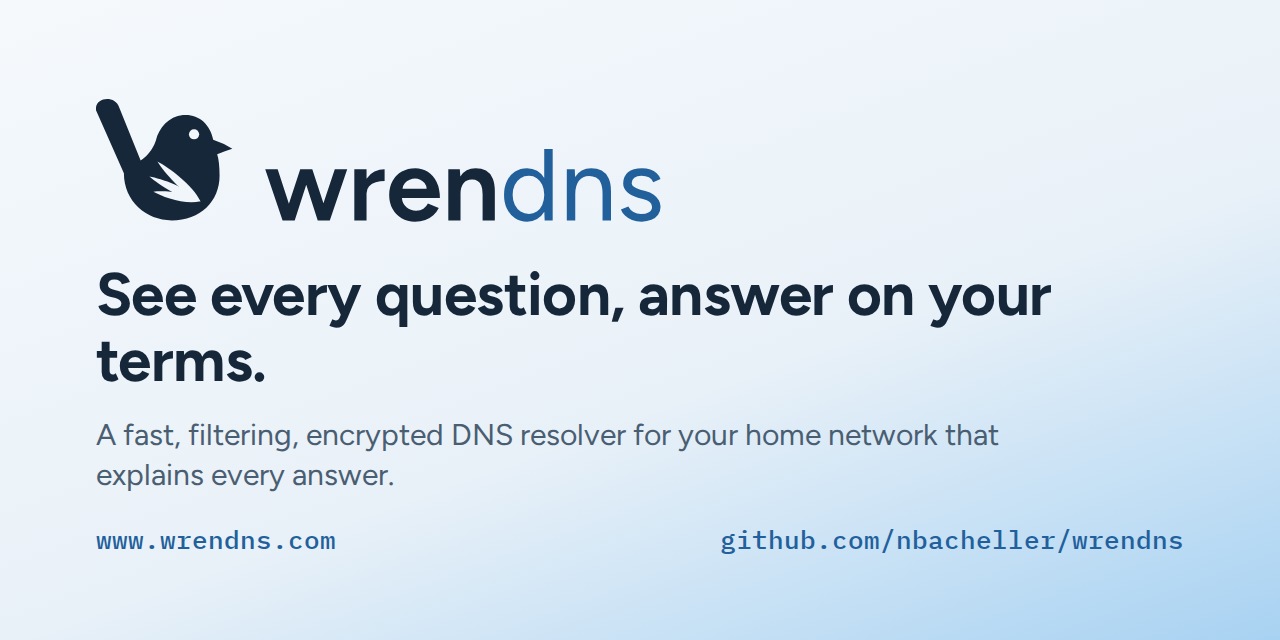 wrendns
See every question, answer on your
terms.
A fast, filtering, encrypted DNS resolver for your home network that
explains every answer.
www.wrendns.com
github.com/nbacheller/wrendns